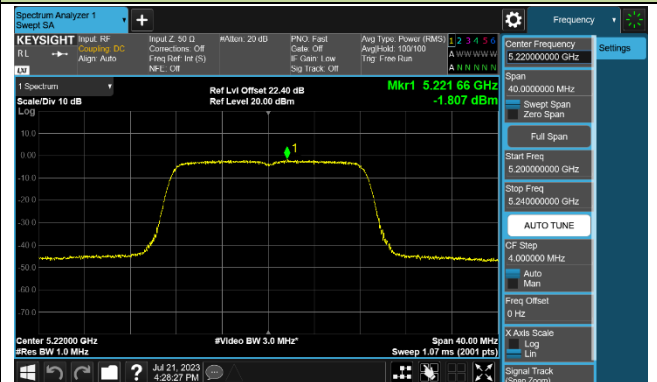 Spectrum Analyzer 1
Swept SA
Frequency
KEYSIGHT
RL
LXI
Input: RF
Coupling: DC
Align: Auto
Input Z: 50 Ω
Corrections: Off
Freq Ref: Int (S)
NFE: Off
#Atten: 20 dB
PNO: Fast
Gate: Off
IF Gain: Low
Sig Track: Off
Avg Type: Power (RMS)
Avg|Hold: 100/100
Trig: Free Run
1 2 3 4 5 6
A WWWWW
A N N N N N
1 Spectrum
Scale/Div 10 dB
Log
Ref Lvl Offset 22.40 dB
Ref Level 20.00 dBm
Mkr1 5.221 66 GHz
-1.807 dBm
1
10.0
0.00
-10.0
-20.0
-30.0
-40.0
-50.0
-60.0
-70.0
Center 5.22000 GHz
#Res BW 1.0 MHz
#Video BW 3.0 MHz*
Span 40.00 MHz
Sweep 1.07 ms (2001 pts)
Jul 21, 2023
4:28:27 PM
Center Frequency
5.220000000 GHz
Settings
Span
40.0000000 MHz
Swept Span
Zero Span
Full Span
Start Freq
5.200000000 GHz
Stop Freq
5.240000000 GHz
AUTO TUNE
CF Step
4.000000 MHz
Auto
Man
Freq Offset
0 Hz
X Axis Scale
Log
Lin
Signal Track
(Span Zoom)